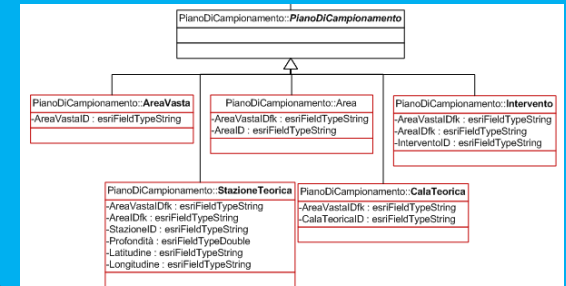 PianoDiCampionamento::PianoDiCampionamento
PianoDiCampionamento::AreaVasta
-AreaVastaID : esriFieldTypeString
PianoDiCampionamento::Area
-AreaVastaIDfk : esriFieldTypeString
-AreaID : esriFieldTypeString
PianoDiCampionamento::Intervento
-AreaVastaIDfk : esriFieldTypeString
-AreaIDfk : esriFieldTypeString
-InterventoID : esriFieldTypeString
PianoDiCampionamento::StazioneTeorica
-AreaVastaIDfk : esriFieldTypeString
-AreaIDfk : esriFieldTypeString
-StazioneID : esriFieldTypeString
-Profondità : esriFieldTypeDouble
-Latitudine : esriFieldTypeString
-Longitudine : esriFieldTypeString
PianoDiCampionamento::CalaTeorica
-AreaVastaIDfk : esriFieldTypeString
-CalaTeoricaID : esriFieldTypeString